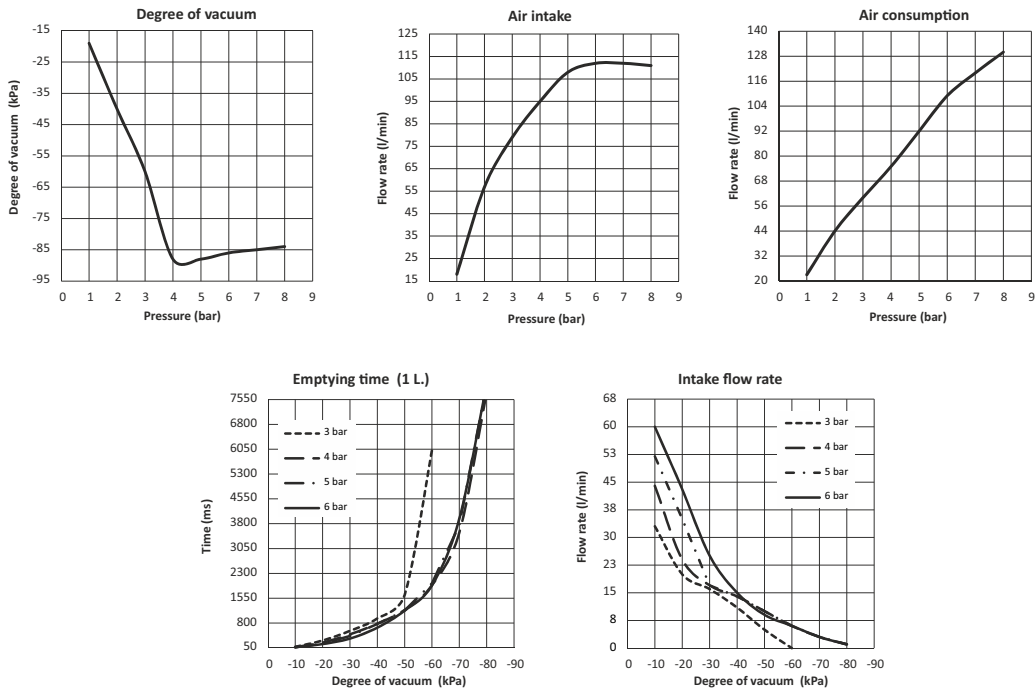 Degree of vacuum
-15
-25
-35
-45
-55
-65
-75
-85
-95
Degree of vacuum (kPa)
0 1 2 3 4 5 6 7 8 9
Pressure (bar)
Air intake
125
115
105
95
85
75
65
55
45
35
25
15
Flow rate (l/min)
0 1 2 3 4 5 6 7 8 9
Pressure (bar)
Air consumption
140
128
116
104
92
80
68
56
44
32
20
Flow rate (l/min)
0 1 2 3 4 5 6 7 8 9
Pressure (bar)
Emptying time (1 L.)
7550
6800
6050
5300
4550
3800
3050
2300
1550
800
50
Time (ms)
3 bar
4 bar
5 bar
6 bar
0 -10 -20 -30 -40 -50 -60 -70 -80 -90
Degree of vacuum (kPa)
Intake flow rate
68
60
53
45
38
30
23
15
8
0
Flow rate (l/min)
3 bar
4 bar
5 bar
6 bar
0 -10 -20 -30 -40 -50 -60 -70 -80 -90
Degree of vacuum (kPa)